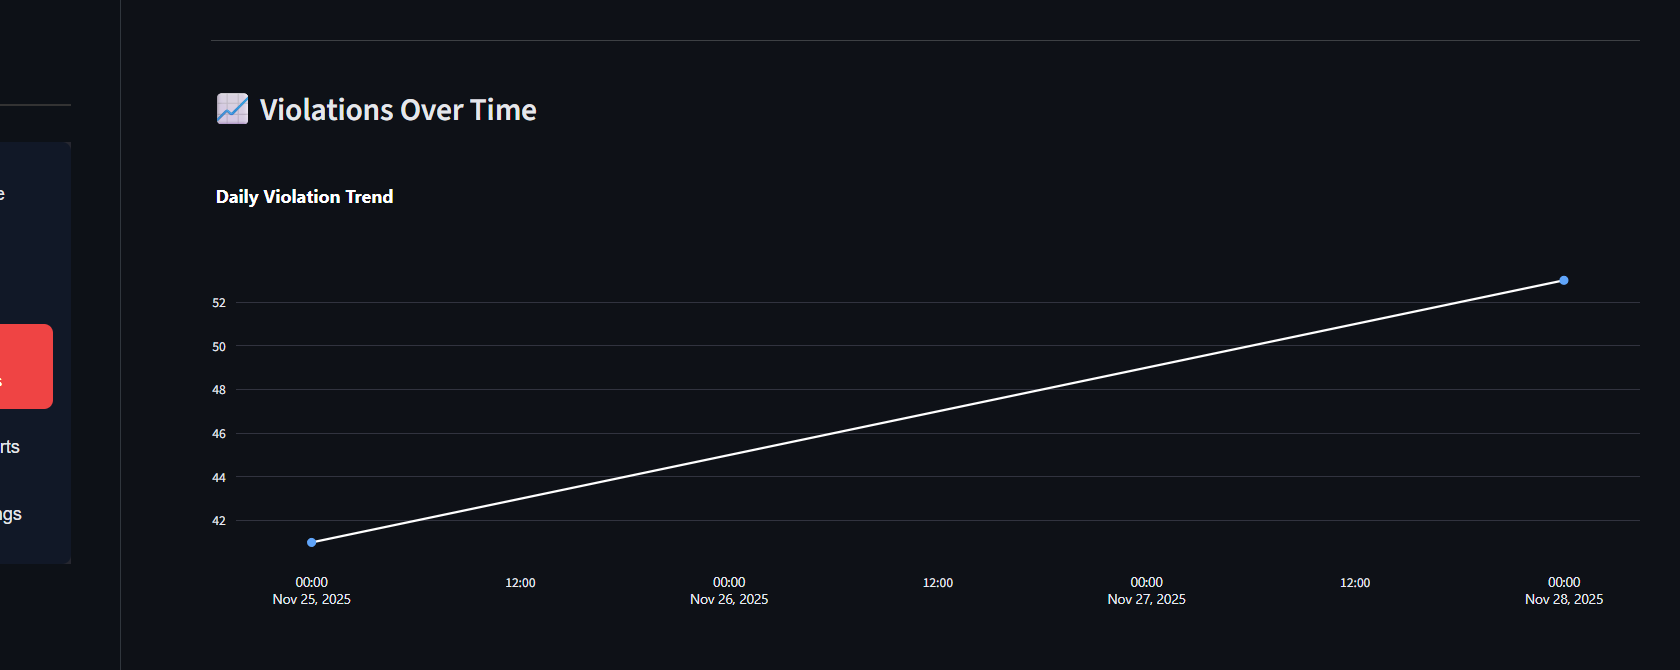 Violations Over Time
Daily Violation Trend
52
50
48
46
44
42
00:00 12:00 00:00 12:00 00:00 12:00 00:00
Nov 25, 2025 Nov 26, 2025 Nov 27, 2025 Nov 28, 2025
e
s
rts
ngs